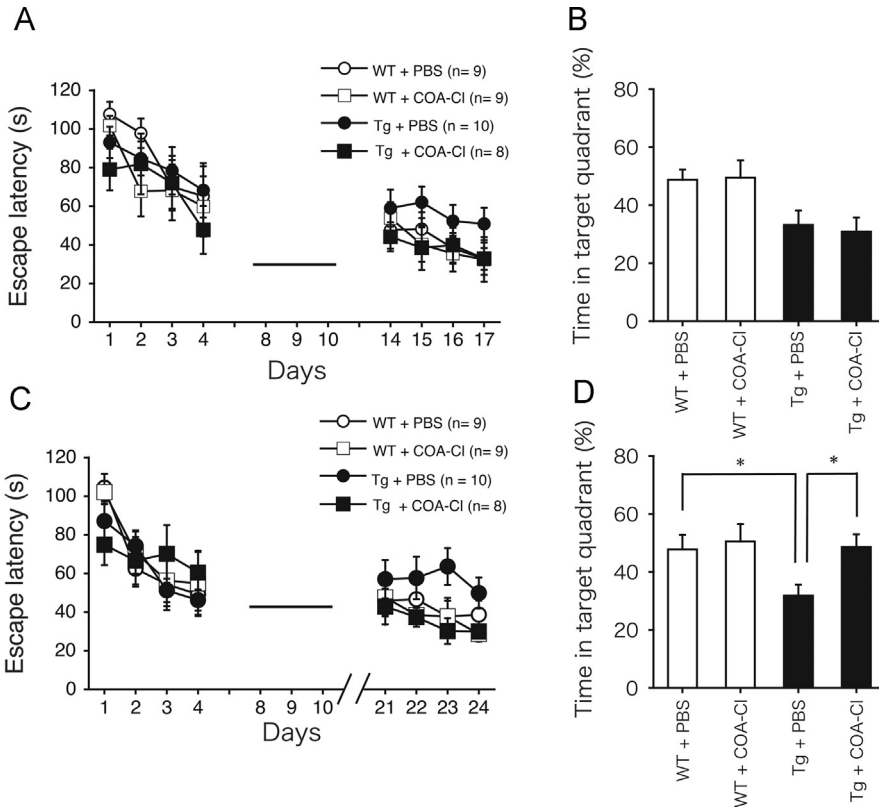 A
WT + PBS (n= 9)
WT + COA-Cl (n= 9)
Tg + PBS (n = 10)
Tg + COA-Cl (n= 8)
Escape latency (s)
120
100
80
60
40
20
0
1 2 3 4 8 9 10 14 15 16 17
Days
B
Time in target quadrant (%)
80
60
40
20
0
WT + PBS
WT + COA-Cl
Tg + PBS
Tg + COA-Cl
C
WT + PBS (n= 9)
WT + COA-Cl (n= 9)
Tg + PBS (n = 10)
Tg + COA-Cl (n= 8)
Escape latency (s)
120
100
80
60
40
20
0
1 2 3 4 8 9 10 21 22 23 24
Days
D
Time in target quadrant (%)
80
60
40
20
0
* *
WT + PBS
WT + COA-Cl
Tg + PBS
Tg + COA-Cl